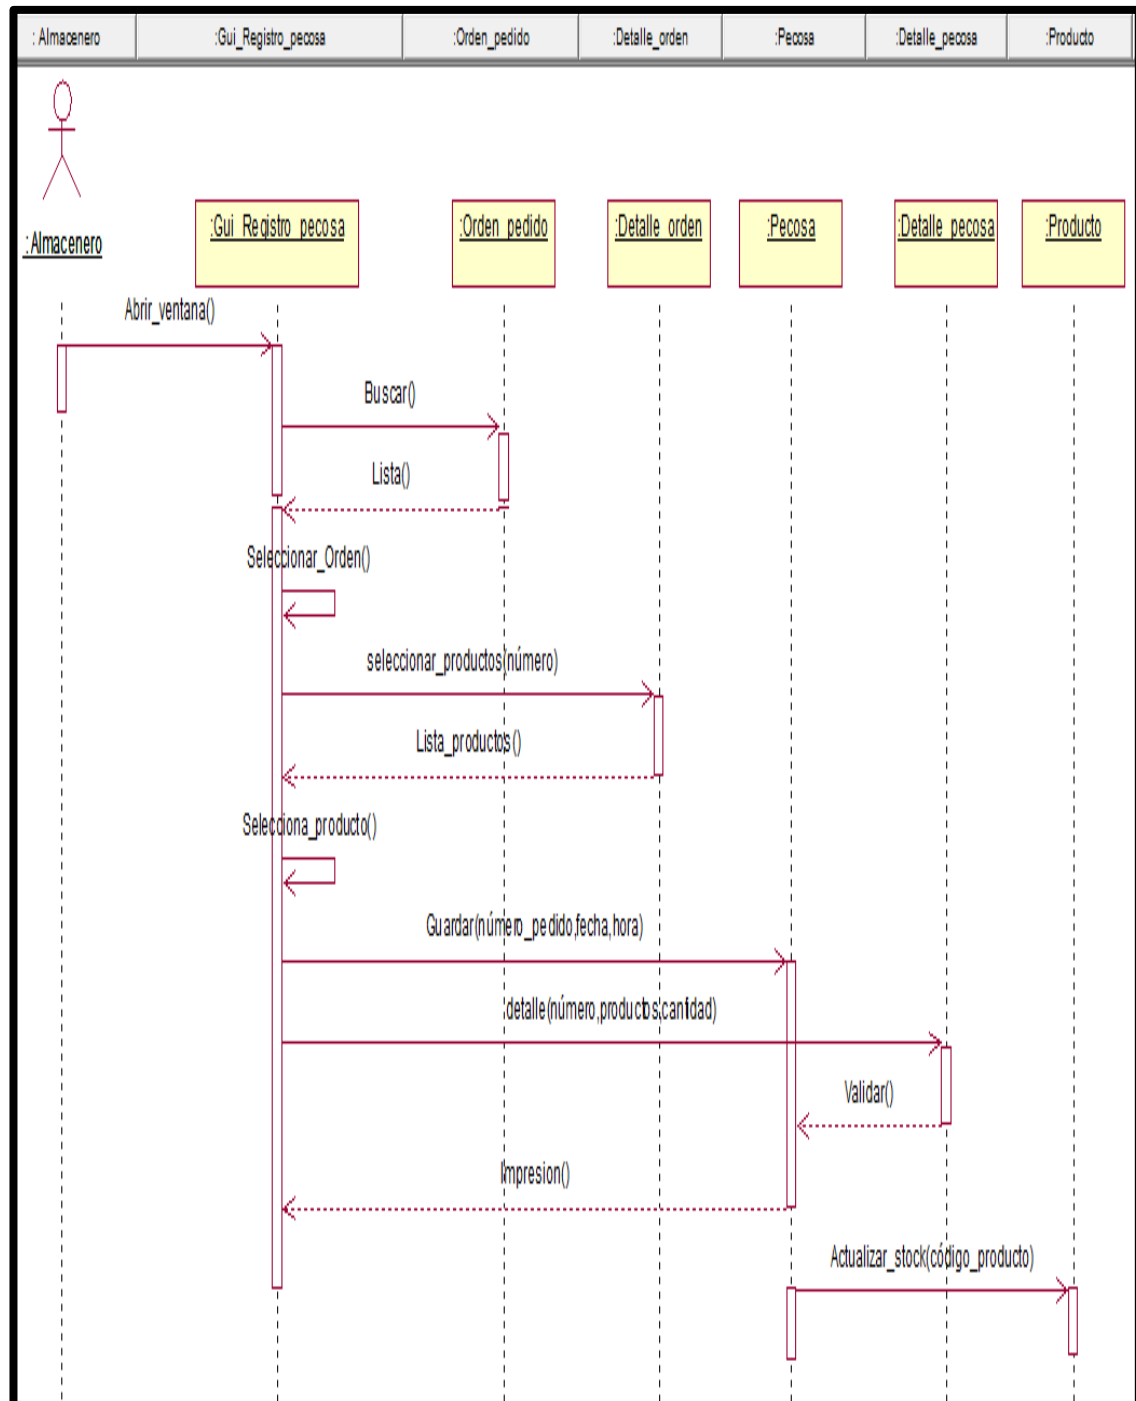 : Almacenero
:Gui_Registro_pecosa
:Orden_pedido
:Detalle_orden
:Pecosa
:Detalle_pecosa
:Producto
: Almacenero
:Gui_Registro_pecosa
:Orden_pedido
:Detalle_orden
:Pecosa
:Detalle_pecosa
:Producto
Abrir_ventana()
Buscar()
Lista()
Seleccionar_Orden()
seleccionar_productos(número)
Lista_productos()
Selecciona_producto()
Guardar(número_pedido,fecha,hora)
detalle(número,productos,cantidad)
Validar()
Impresion()
Actualizar_stock(código_producto)